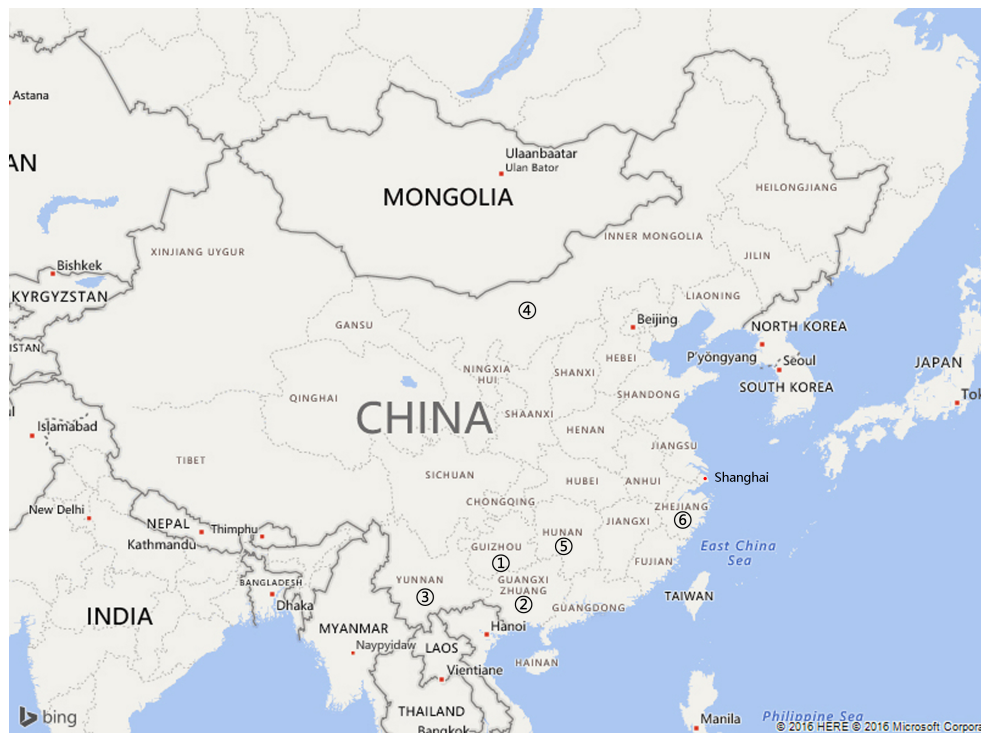 Astana
AN
Ulaanbaatar
Ulan Bator
MONGOLIA
HEILONGJIANG
INNER MONGOLIA
XINJIANG UYGUR
JILIN
Bishkek
KYRGYZSTAN
LIAONING
④
GANSU
Beijing
NORTH KOREA
ISTAN
HEBEI
P'yŏngyang
Seoul
JAPAN
NINGXIA
HUI
SHANXI
SOUTH KOREA
QINGHAI
SHANDONG
Tok
al
Islamabad
CHINA
SHAANXI
HENAN
JIANGSU
TIBET
SICHUAN
HUBEI
ANHUI
Shanghai
CHONGQING
ZHEJIANG
⑥
New Delhi
NEPAL
Thimphu
Kathmandu
HUNAN
⑤
JIANGXI
East China
Sea
GUIZHOU
①
FUJIAN
YUNNAN
③
GUANGXI
ZHUANG
②
BANGLADESH
Dhaka
GUANGDONG
TAIWAN
INDIA
MYANMAR
Naypyidaw
Hanoi
LAOS
HAINAN
Vientiane
THAILAND
Bangkok
bing
Manila
Philippine Sea
© 2016 HERE © 2016 Microsoft Corpora